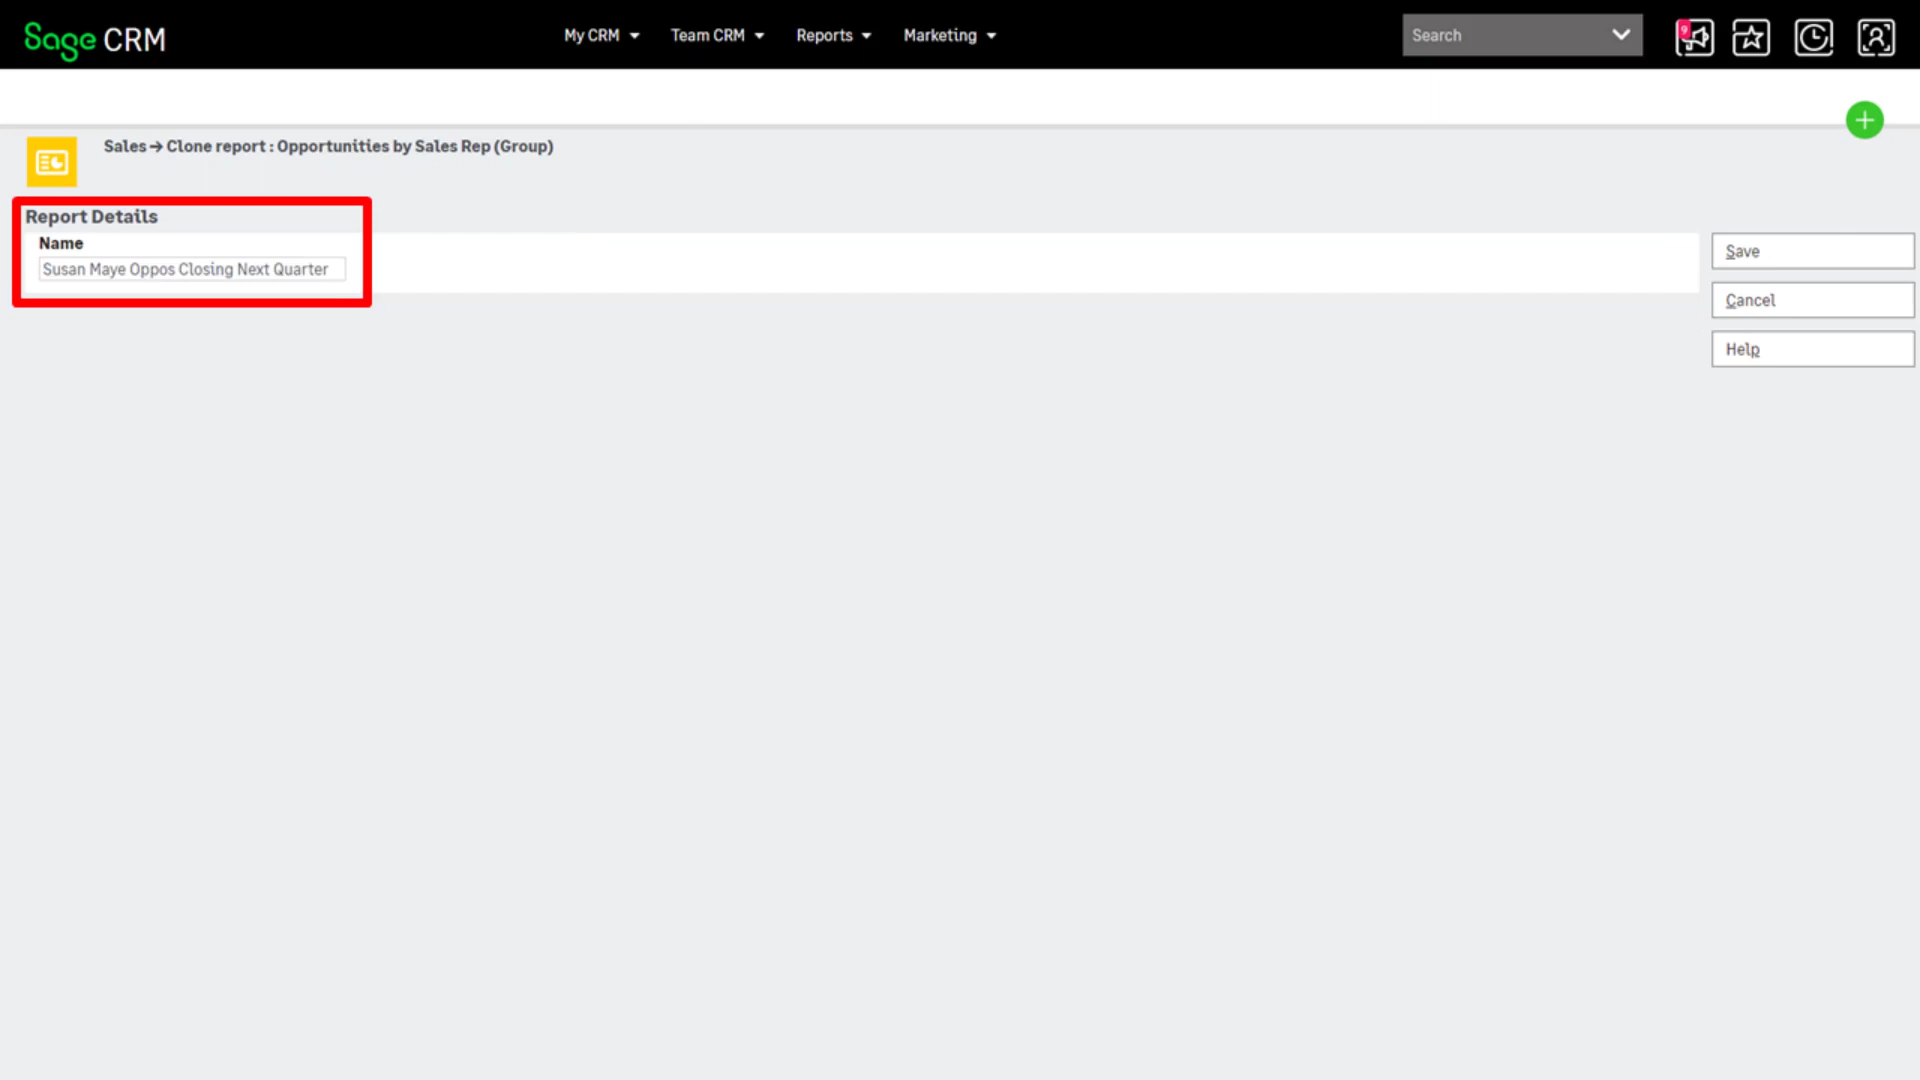 Sage CRM
My CRM
Team CRM
Reports
Marketing
Search
9
Sales → Clone report : Opportunities by Sales Rep (Group)
Report Details
Name
Susan Maye Oppos Closing Next Quarter
Save
Cancel
Help